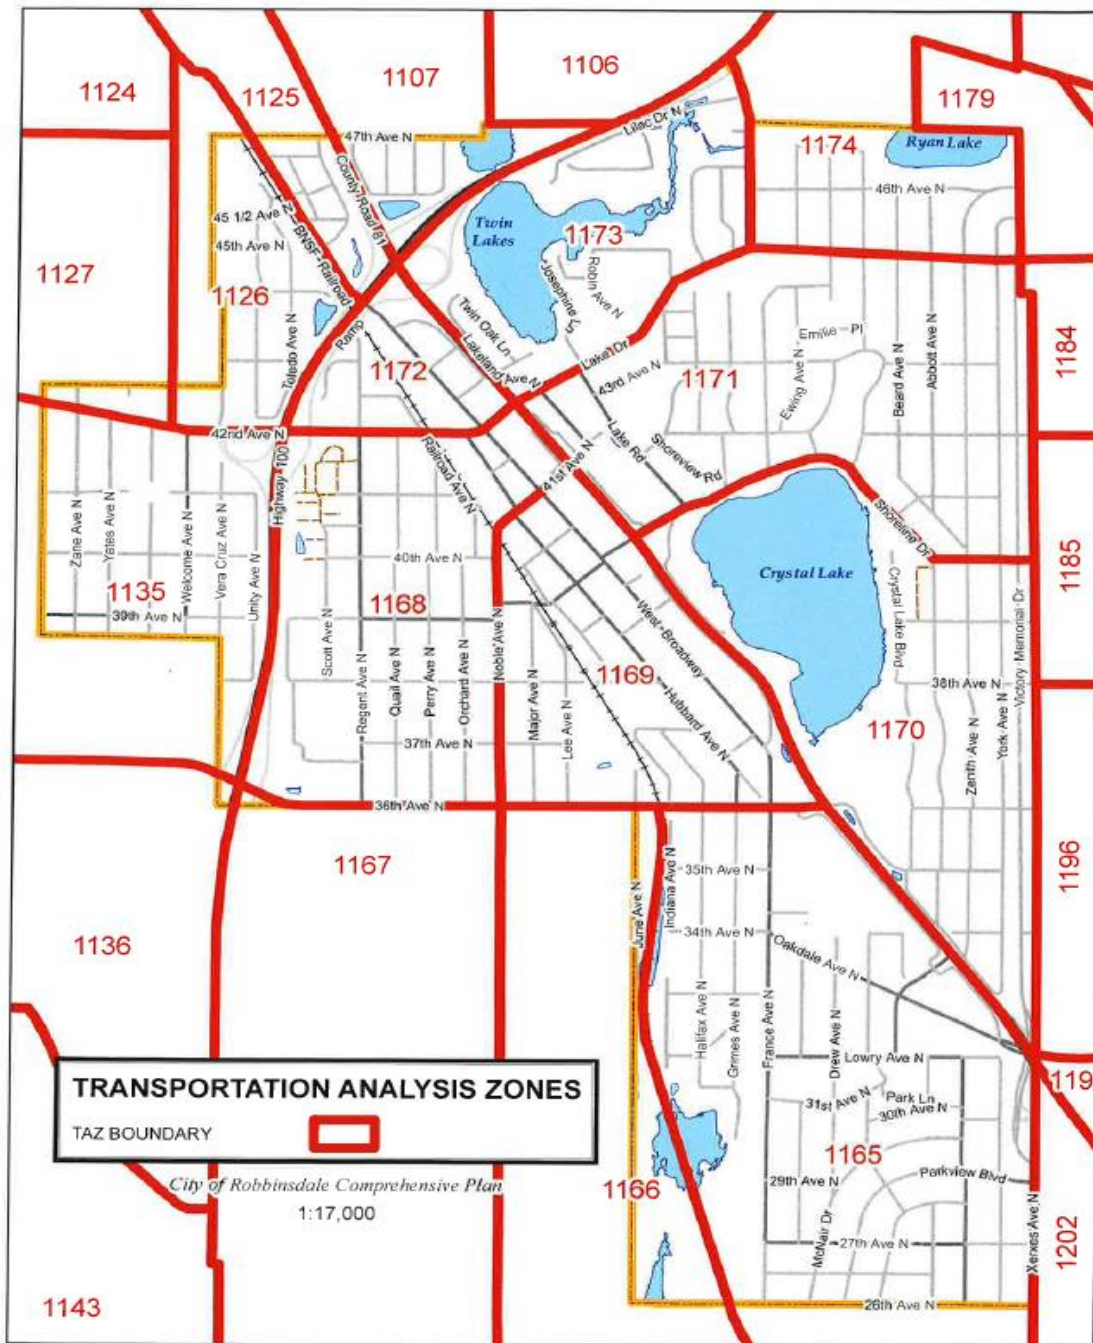 1106
1107
1124
1125
1179
Lilac Dr N
47th Ave N
1174
Ryan Lake
46th Ave N
County Road 81
45 1/2 Ave N
BNSF Railroad
45th Ave N
Twin
Lakes
1173
1127
1126
Josephine
Robin Ave N
Twin Oak Ln
Toledo Ave N
Ramp
1172
Lakeland Ave N
Lake Dr
43rd Ave N
1171
Emilie Pl
Ewing Ave N
Beard Ave N
Abbott Ave N
1184
42nd Ave N
Highway 100
Railroad Ave N
41st Ave N
Lake Rd
Shoreview Rd
Shoreline Dr
Zane Ave N
Yates Ave N
Welcome Ave N
Vera Cruz Ave N
Unity Ave N
40th Ave N
Crystal Lake
1185
1135
39th Ave N
1168
Scott Ave N
Regent Ave N
Quail Ave N
Perry Ave N
Orchard Ave N
Noble Ave N
Major Ave N
Lee Ave N
1169
West Broadway
Hubbard Ave N
Crystal Lake Blvd
Victory Memorial Dr
38th Ave N
1170
Zenith Ave N
York Ave N
37th Ave N
36th Ave N
1167
1196
35th Ave N
June Ave N
Indiana Ave N
34th Ave N
1136
Oakdale Ave N
Halifax Ave N
Grimes Ave N
France Ave N
Drew Ave N
Lowry Ave N
119
31st Ave N
Park Ln
30th Ave N
TRANSPORTATION ANALYSIS ZONES
TAZ BOUNDARY
City of Robbinsdale Comprehensive Plan
1:17,000
1165
29th Ave N
Parkview Blvd
1166
McNair Dr
27th Ave N
Xerxes Ave N
1202
26th Ave N
1143